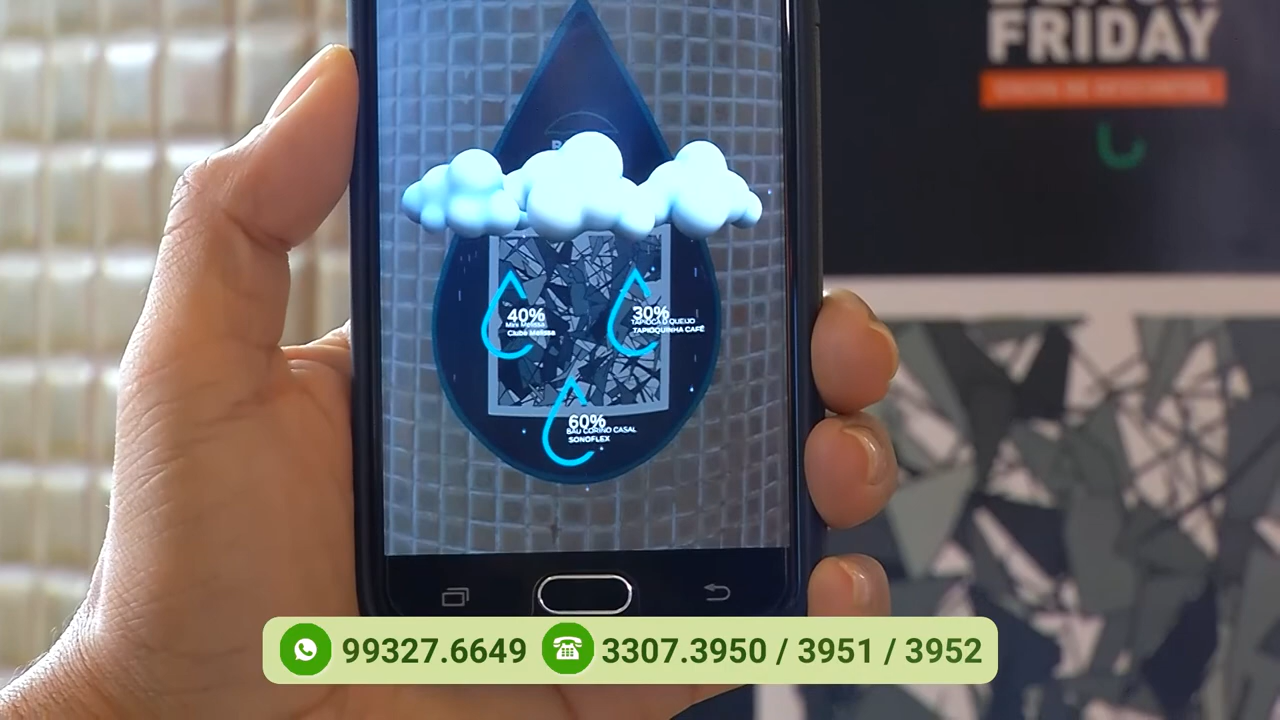 FRIDAY
40%
Mini Melissa
Clube Melissa
30%
TAPIOCA D QUEIJO
TAPIOQUINHA CAFÉ
60%
BAÚ CORINO CASAL
SONOFLEX
99327.6649 3307.3950 / 3951 / 3952